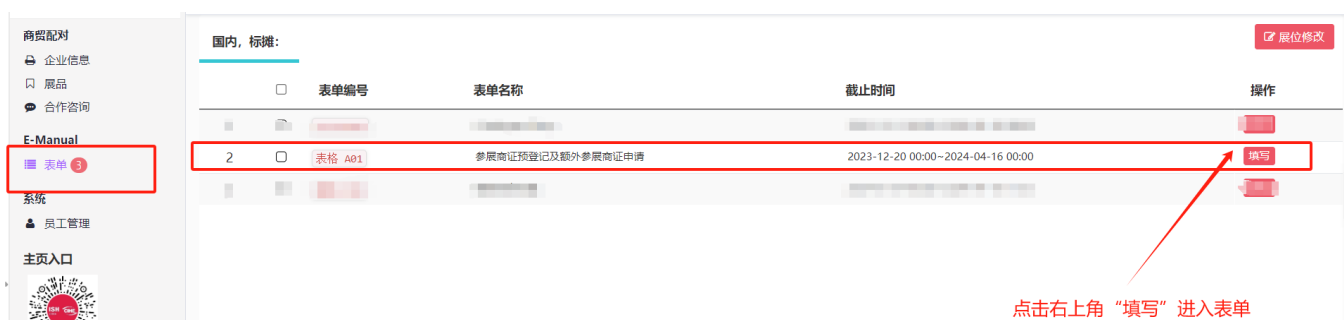 商贸配对
企业信息
展品
合作咨询
E-Manual
表单 3
系统
员工管理
主页入口
国内，标摊：
展位修改
表单编号 表单名称 截止时间 操作
2 表格 A01 参展商证预登记及额外参展商证申请 2023-12-20 00:00~2024-04-16 00:00 填写
点击右上角“填写”进入表单